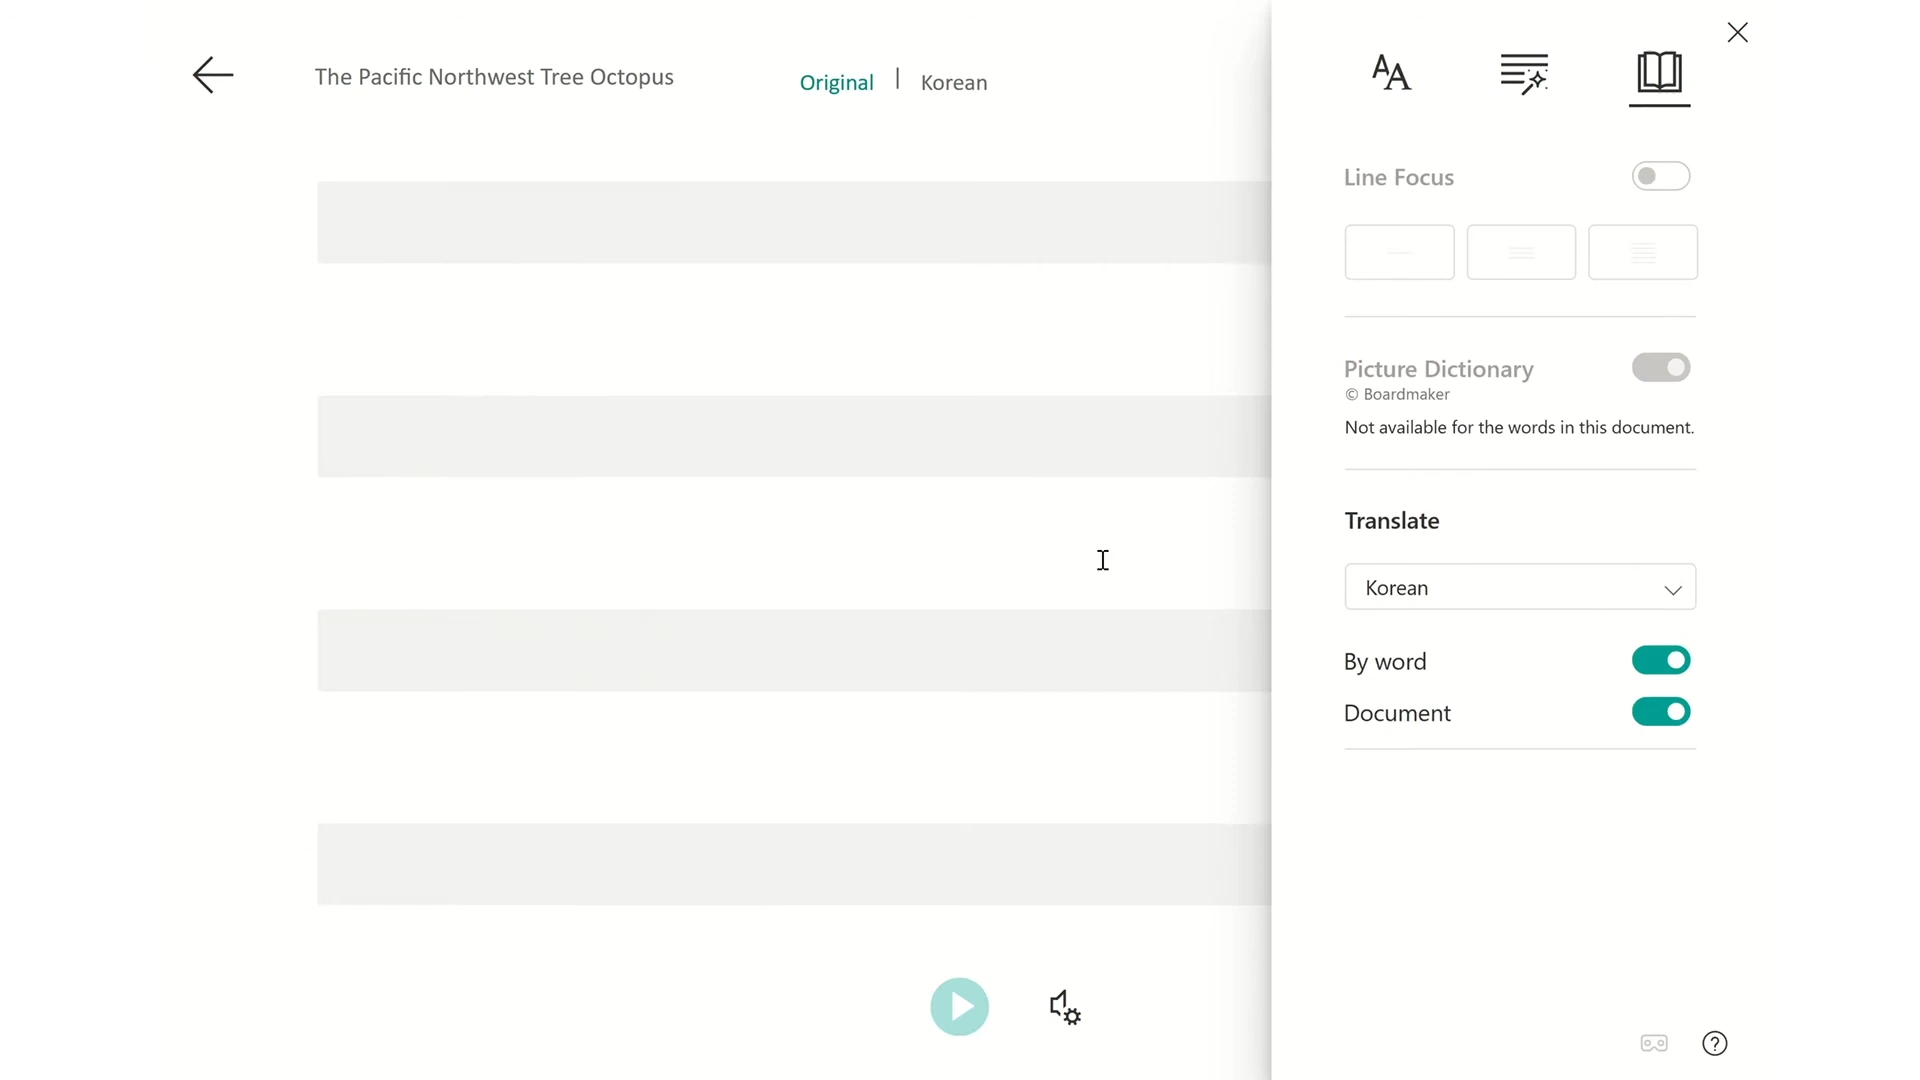 The Pacific Northwest Tree Octopus
Original | Korean
Line Focus
Picture Dictionary
© Boardmaker
Not available for the words in this document.
Translate
Korean
By word
Document